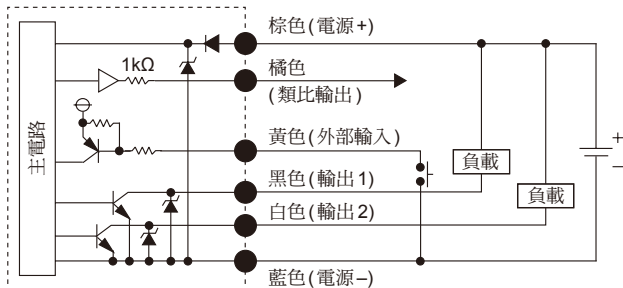 棕色(電源+)
1kΩ
橘色
(類比輸出)
黃色(外部輸入)
主電路
負載
+
−
黑色(輸出1)
白色(輸出2)
負載
藍色(電源−)